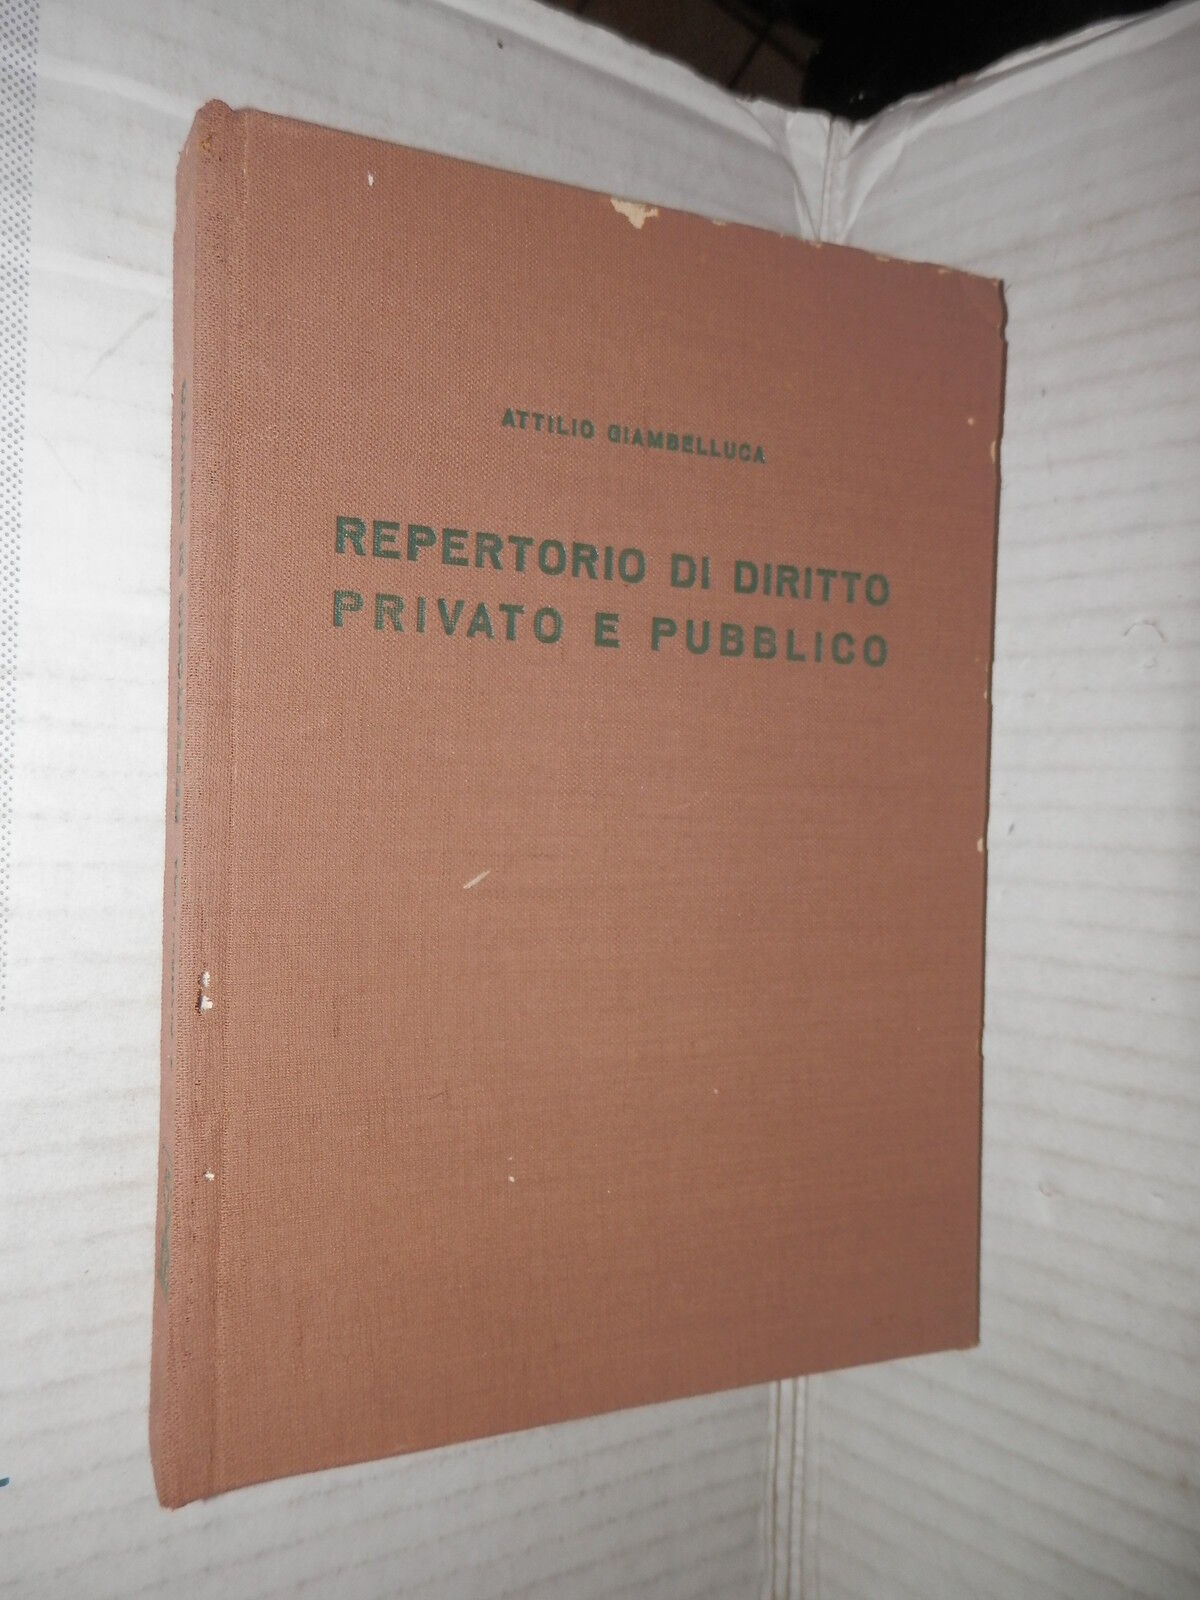 ATTILIO GIAMBELLUCA
REPERTORIO DI DIRITTO
PRIVATO E PUBBLICO